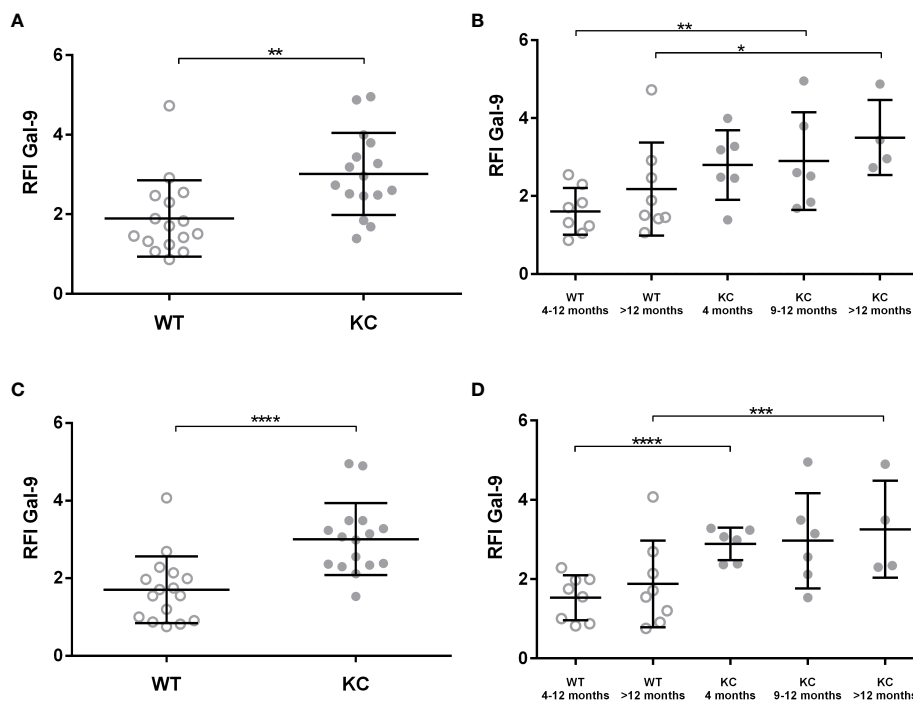 A
RFI Gal-9
6
4
2
0
**
WT
KC
B
RFI Gal-9
6
4
2
0
**
*
WT
4-12 months
WT
>12 months
KC
4 months
KC
9-12 months
KC
>12 months
C
RFI Gal-9
6
4
2
0
****
WT
KC
D
RFI Gal-9
6
4
2
0
***
****
WT
4-12 months
WT
>12 months
KC
4 months
KC
9-12 months
KC
>12 months